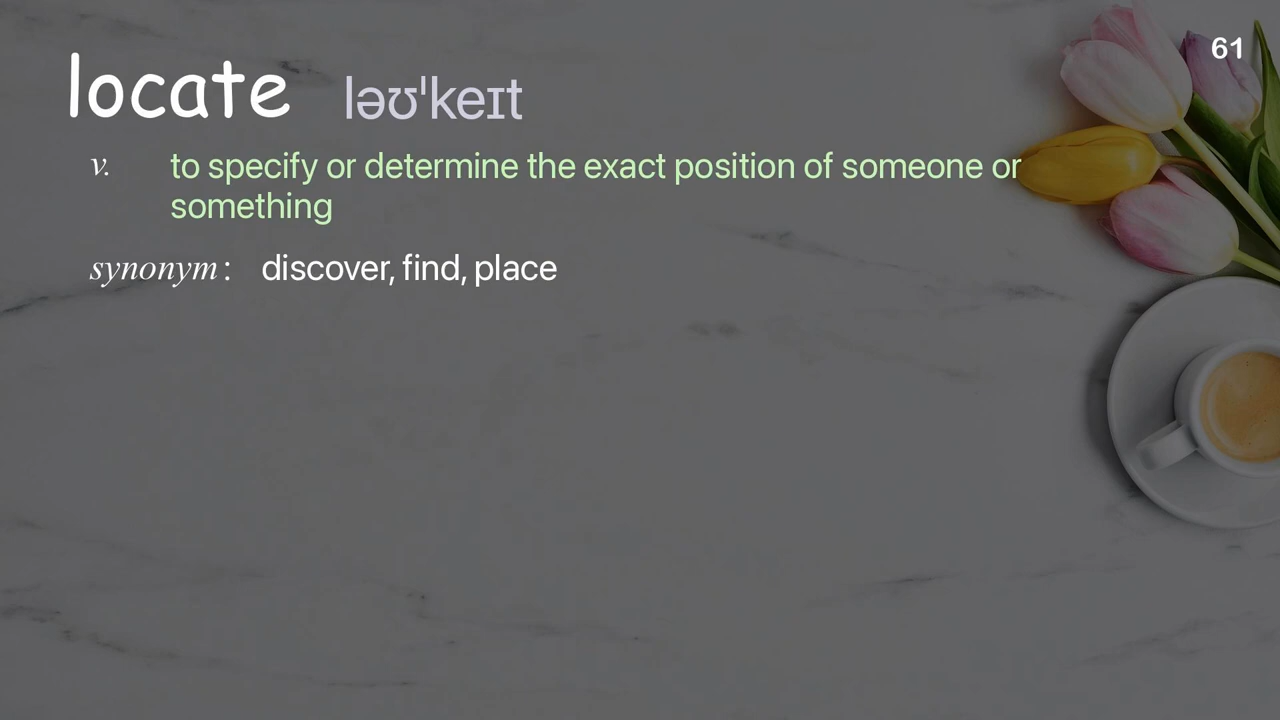 61
locate ləʊˈkeɪt
v. to specify or determine the exact position of someone or
something
synonym: discover, find, place